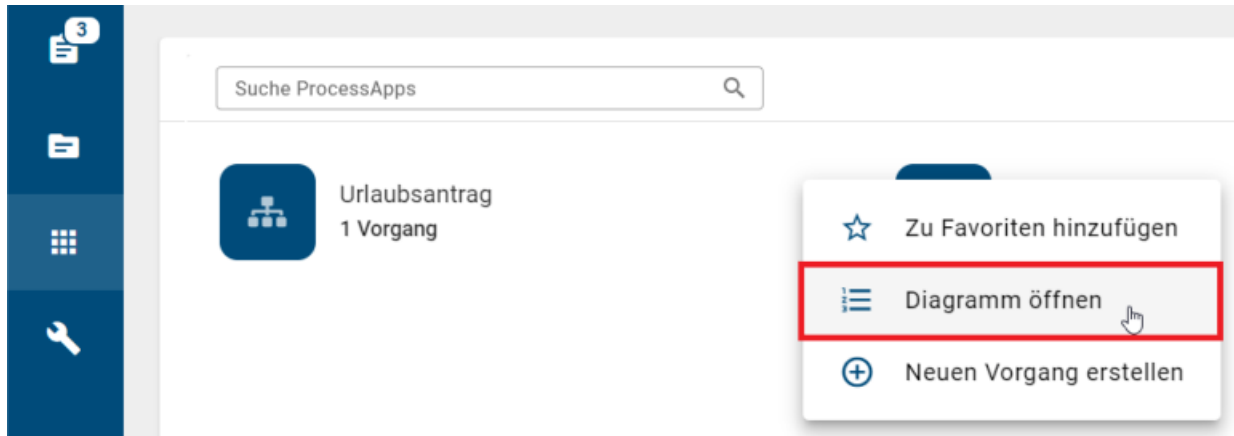 3
Suche ProcessApps
Urlaubsantrag
1 Vorgang
Zu Favoriten hinzufügen
Diagramm öffnen
Neuen Vorgang erstellen